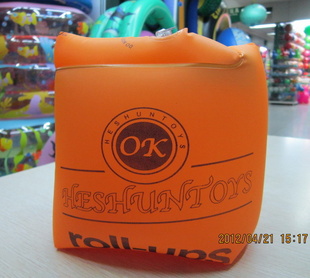 HESHUNTOYS
OK
HESHUNTOYS
roll-ups
2012/04/21 15:17